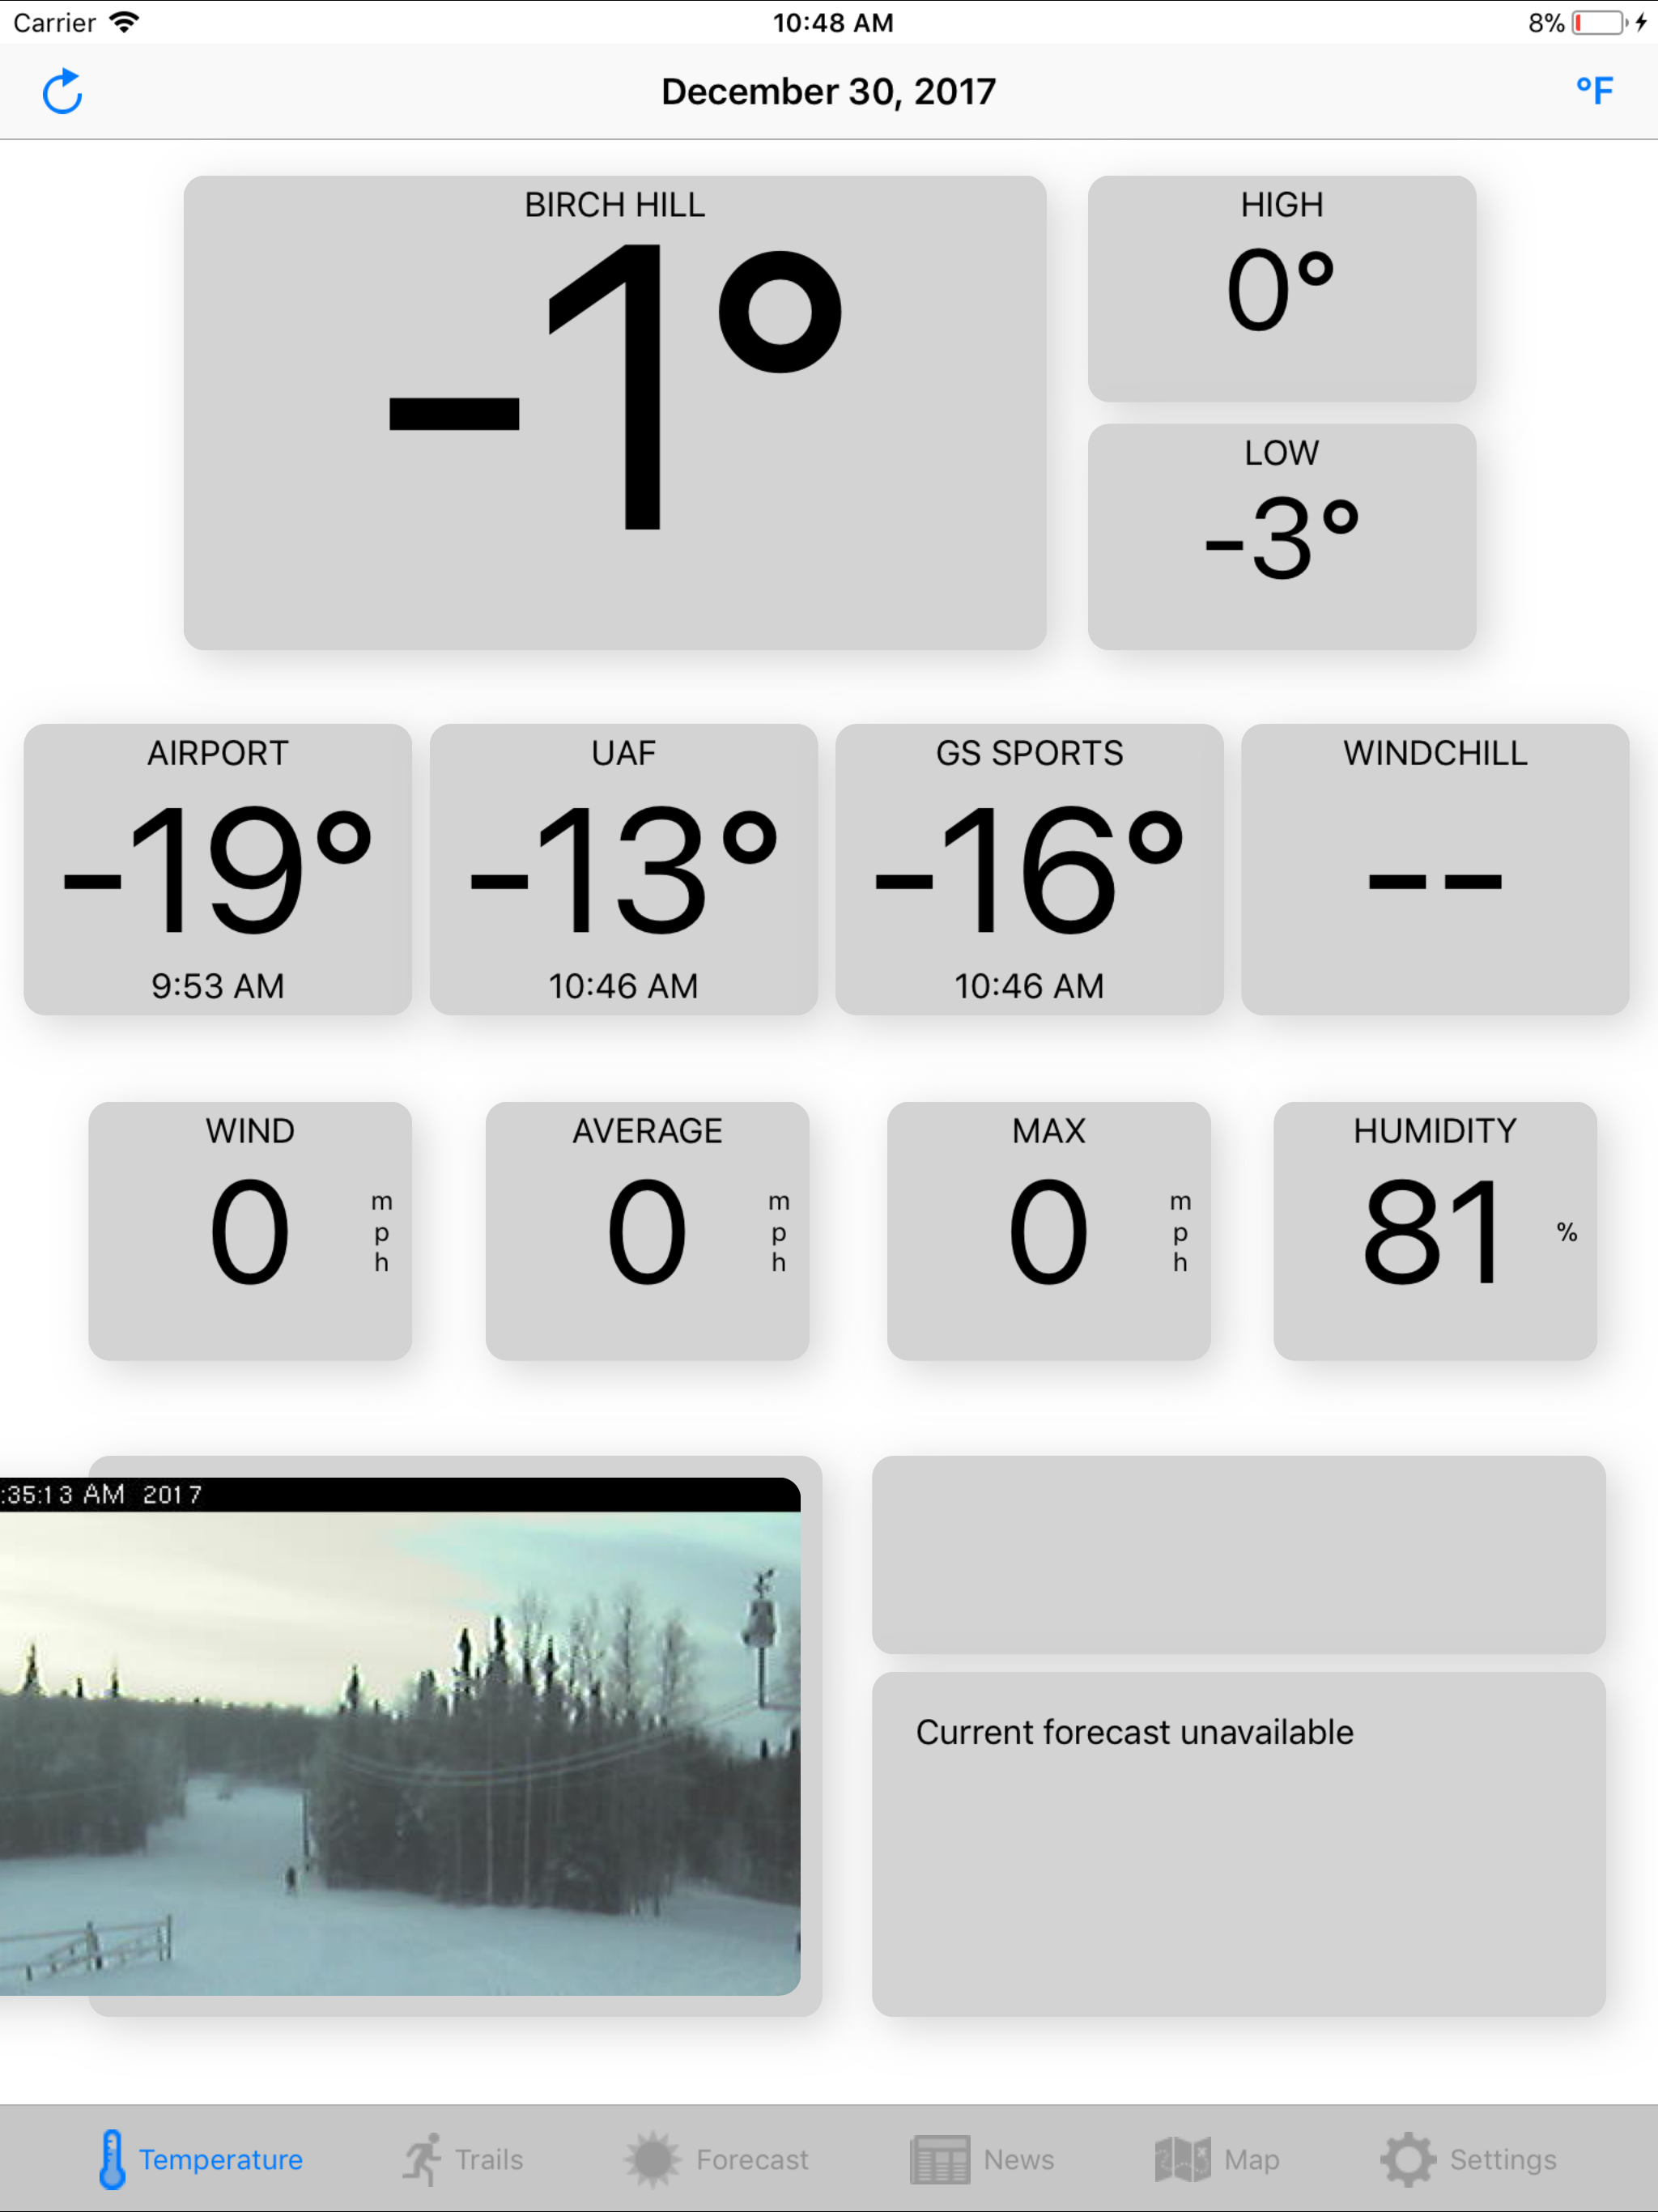 Carrier 10:48 AM 8%
December 30, 2017 °F
BIRCH HILL
-1°
HIGH
0°
LOW
-3°
AIRPORT
-19°
9:53 AM
UAF
-13°
10:46 AM
GS SPORTS
-16°
10:46 AM
WINDCHILL
--
WIND
0 mph
AVERAGE
0 mph
MAX
0 mph
HUMIDITY
81 %
:35:13 AM 2017
Current forecast unavailable
Temperature Trails Forecast News Map Settings